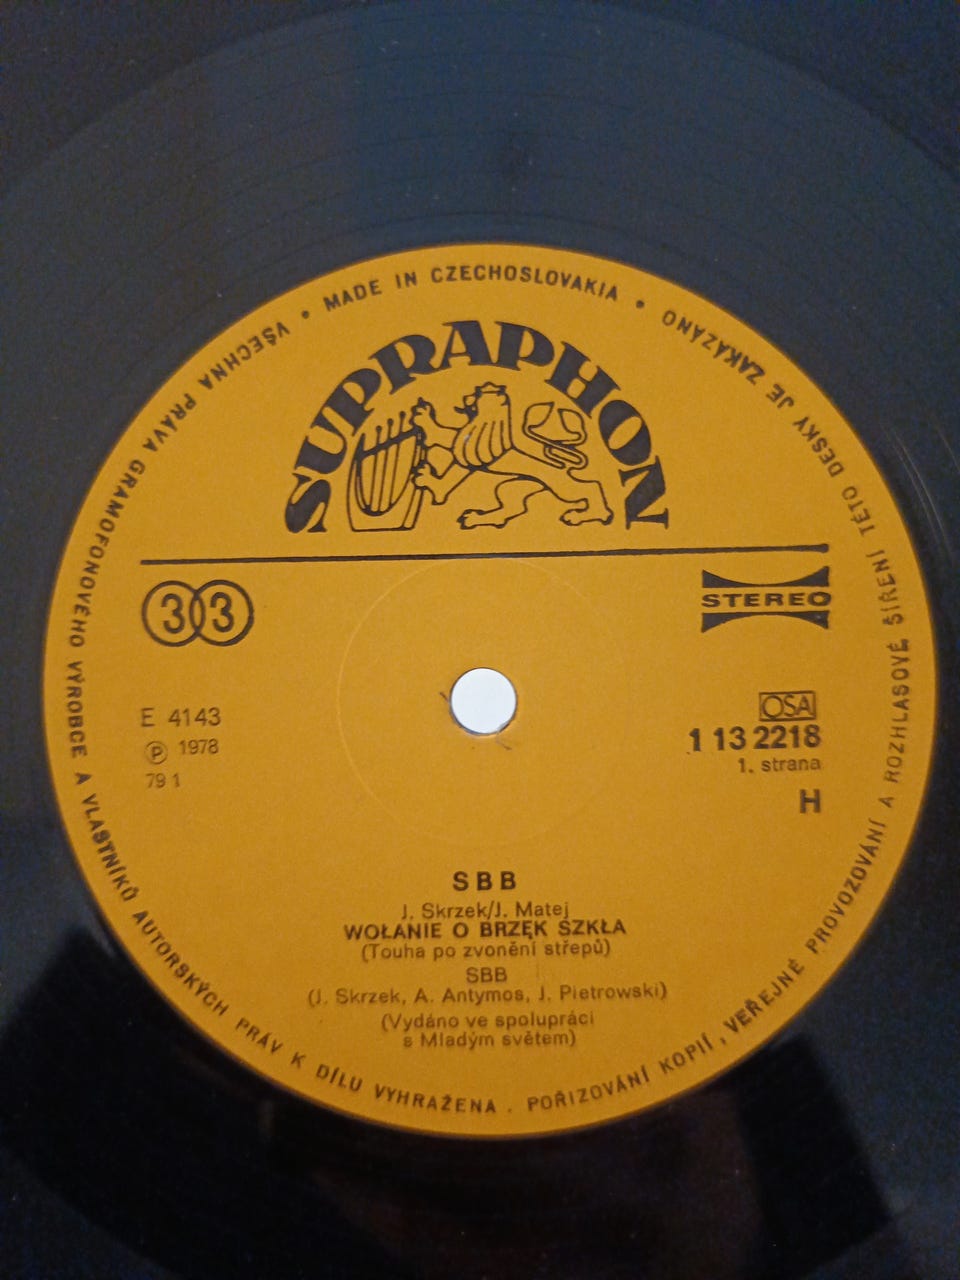 • MADE IN CZECHOSLOVAKIA •
VŠECHNA PRÁVA GRAMOFONOVÉHO VÝROBCE A VLASTNÍKŮ AUTORSKÝCH PRÁV K DÍLU VYHRAŽENA . POŘIZOVÁNÍ KOPIÍ, VEŘEJNÉ PROVOZOVÁNÍ A ROZHLASOVÉ ŠÍŘENÍ TÉTO DESKY JE ZAKÁZÁNO
SUPRAPHON
33
STEREO
E 4143
Ⓟ 1978
79 1
OSA
1 13 2218
1. strana
H
SBB
J. Skrzek/J. Matej
WOŁANIE O BRZĘK SZKŁA
(Touha po zvonění střepů)
SBB
(J. Skrzek, A. Antymos, J. Pietrowski)
(Vydáno ve spolupráci
s Mladým světem)